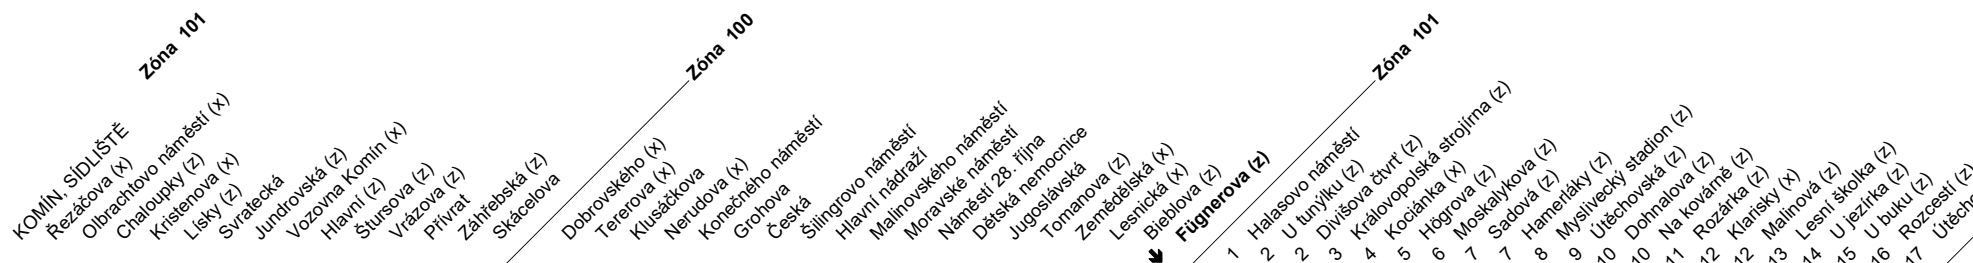 Zóna 101
KOMÍN, SÍDLIŠTĚ
Řezáčova (x)
Olbrachtovo náměstí (x)
Chaloupky (z)
Kristenova (x)
Lísky (z)
Svratecká
Jundrovská (z)
Vozovna Komín (x)
Hlavní (z)
Štursova (z)
Vrázova (z)
Přívrat
Záhřebská (z)
Skácelova
Zóna 100
Dobrovského (x)
Tererova (x)
Klusáčkova
Nerudova (x)
Konečného náměstí
Grohova
Česká
Šilingrovo náměstí
Hlavní nádraží
Malinovského náměstí
Moravské náměstí
Náměstí 28. října
Dětská nemocnice
Jugoslávská
Tomanova (z)
Zemědělská (x)
Lesnická (x)
Bieblova (z)
Fügnerova (z)
Zóna 101
1 Halasovo náměstí
2 U tunýlku (z)
2 Divišova čtvrť (z)
3 Královopolská strojírna (z)
4 Kociánka (x)
5 Högrova (z)
6 Moskalykova (z)
7 Sadová (z)
7 Hamerláky (z)
8 Myslivecký stadion (z)
9 Útěchovská (z)
10 Dohnalova (z)
10 Na kovárně (z)
11 Rozárka (z)
12 Klarisky (x)
12 Malinová (z)
13 Lesní školka (z)
14 U jezírka (z)
15 U buku (z)
16 Rozcestí (z)
17